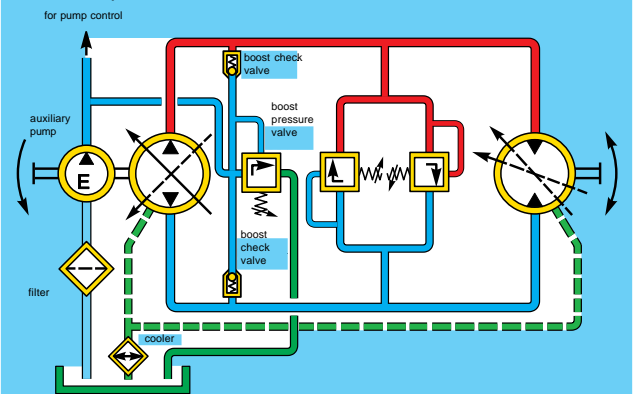 for pump control
boost check
valve
auxiliary
pump
boost
pressure
valve
E
boost
check
valve
filter
cooler